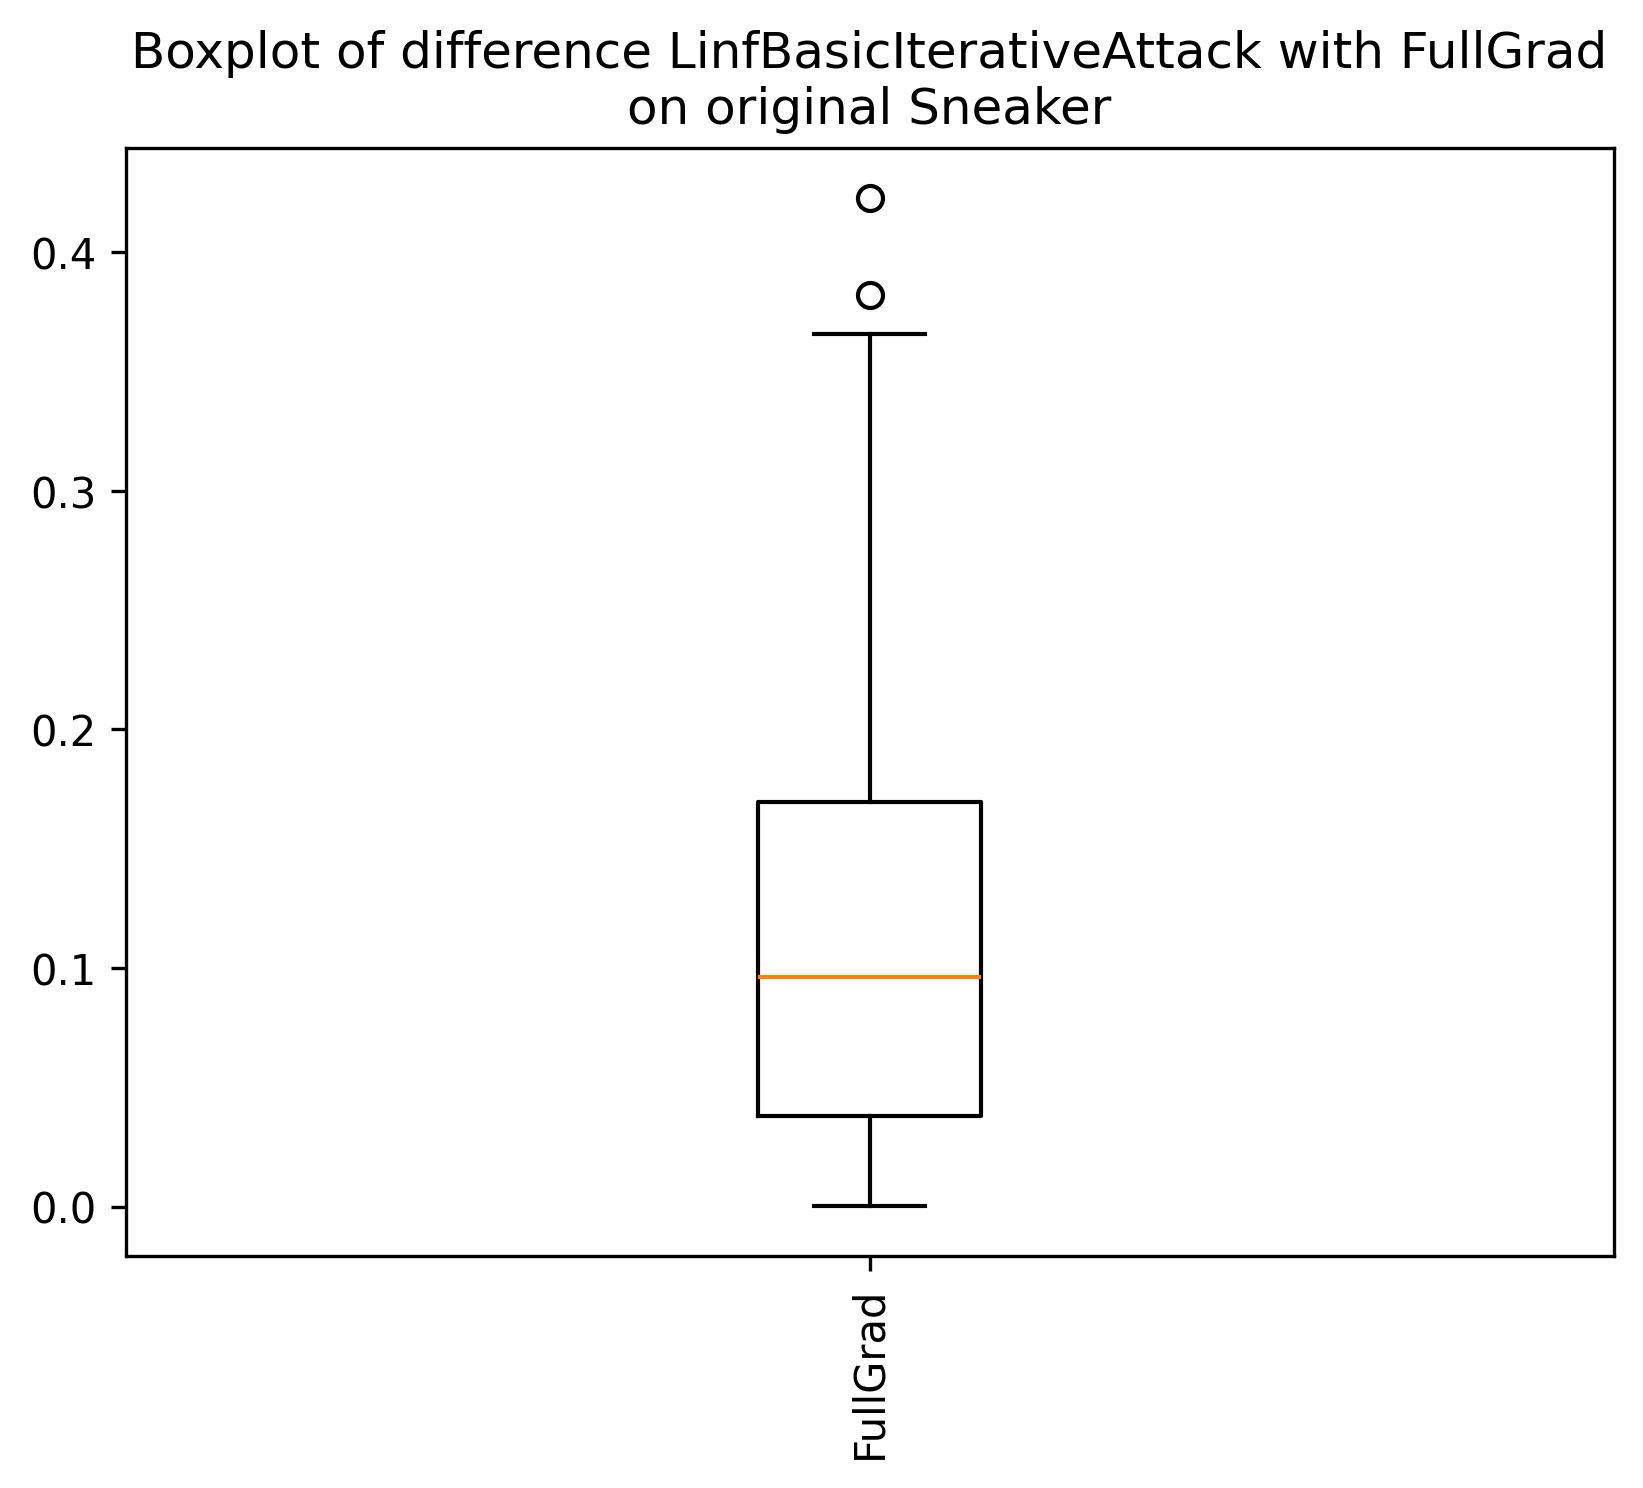 Boxplot of difference LinfBasicIterativeAttack with FullGrad
on original Sneaker
0.4
0.3
0.2
0.1
0.0
FullGrad